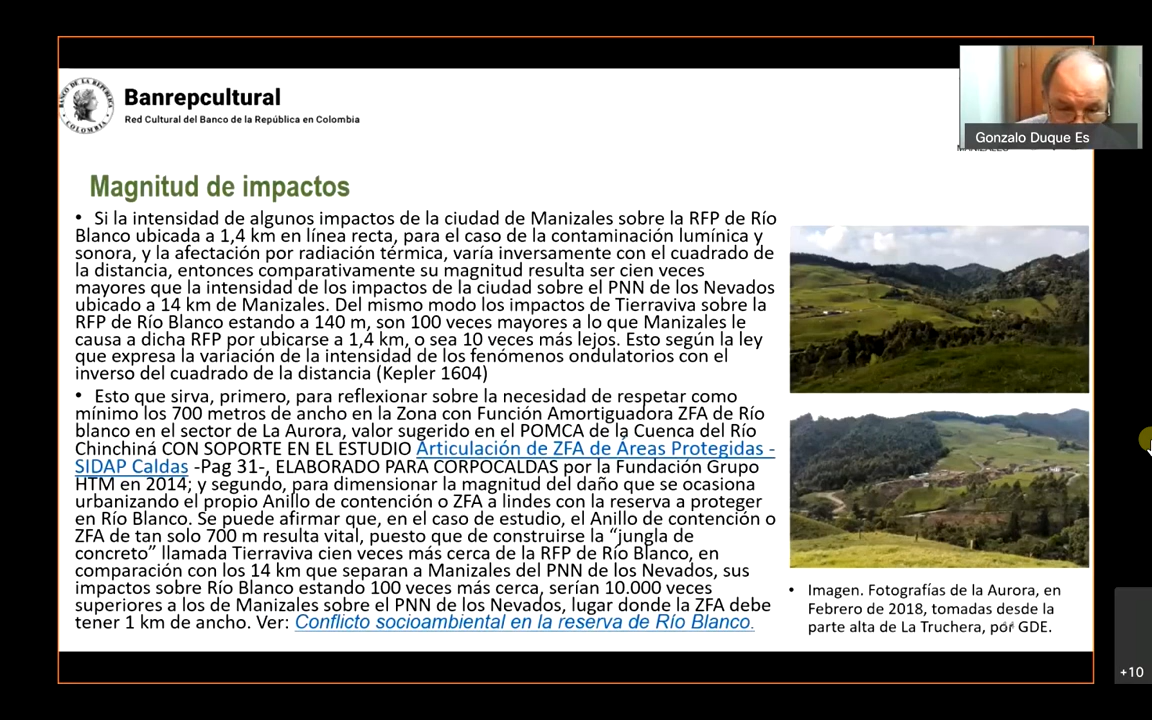 BANCO DE LA REPÚBLICA
COLOMBIA
Banrepcultural
Red Cultural del Banco de la República en Colombia
Gonzalo Duque Es
MANIZALES
Magnitud de impactos
• Si la intensidad de algunos impactos de la ciudad de Manizales sobre la RFP de Río
Blanco ubicada a 1,4 km en línea recta, para el caso de la contaminación lumínica y
sonora, y la afectación por radiación térmica, varía inversamente con el cuadrado de
la distancia, entonces comparativamente su magnitud resulta ser cien veces
mayores que la intensidad de los impactos de la ciudad sobre el PNN de los Nevados
ubicado a 14 km de Manizales. Del mismo modo los impactos de Tierraviva sobre la
RFP de Río Blanco estando a 140 m, son 100 veces mayores a lo que Manizales le
causa a dicha RFP por ubicarse a 1,4 km, o sea 10 veces más lejos. Esto según la ley
que expresa la variación de la intensidad de los fenómenos ondulatorios con el
inverso del cuadrado de la distancia (Kepler 1604)
• Esto que sirva, primero, para reflexionar sobre la necesidad de respetar como
mínimo los 700 metros de ancho en la Zona con Función Amortiguadora ZFA de Río
blanco en el sector de La Aurora, valor sugerido en el POMCA de la Cuenca del Río
Chinchiná CON SOPORTE EN EL ESTUDIO Articulación de ZFA de Áreas Protegidas -
SIDAP Caldas -Pag 31-, ELABORADO PARA CORPOCALDAS por la Fundación Grupo
HTM en 2014; y segundo, para dimensionar la magnitud del daño que se ocasiona
urbanizando el propio Anillo de contención o ZFA a lindes con la reserva a proteger
en Río Blanco. Se puede afirmar que, en el caso de estudio, el Anillo de contención o
ZFA de tan solo 700 m resulta vital, puesto que de construirse la “jungla de
concreto” llamada Tierraviva cien veces más cerca de la RFP de Río Blanco, en
comparación con los 14 km que separan a Manizales del PNN de los Nevados, sus
impactos sobre Río Blanco estando 100 veces más cerca, serían 10.000 veces
superiores a los de Manizales sobre el PNN de los Nevados, lugar donde la ZFA debe
tener 1 km de ancho. Ver: Conflicto socioambiental en la reserva de Río Blanco.
• Imagen. Fotografías de la Aurora, en
Febrero de 2018, tomadas desde la
parte alta de La Truchera, por GDE.
+10